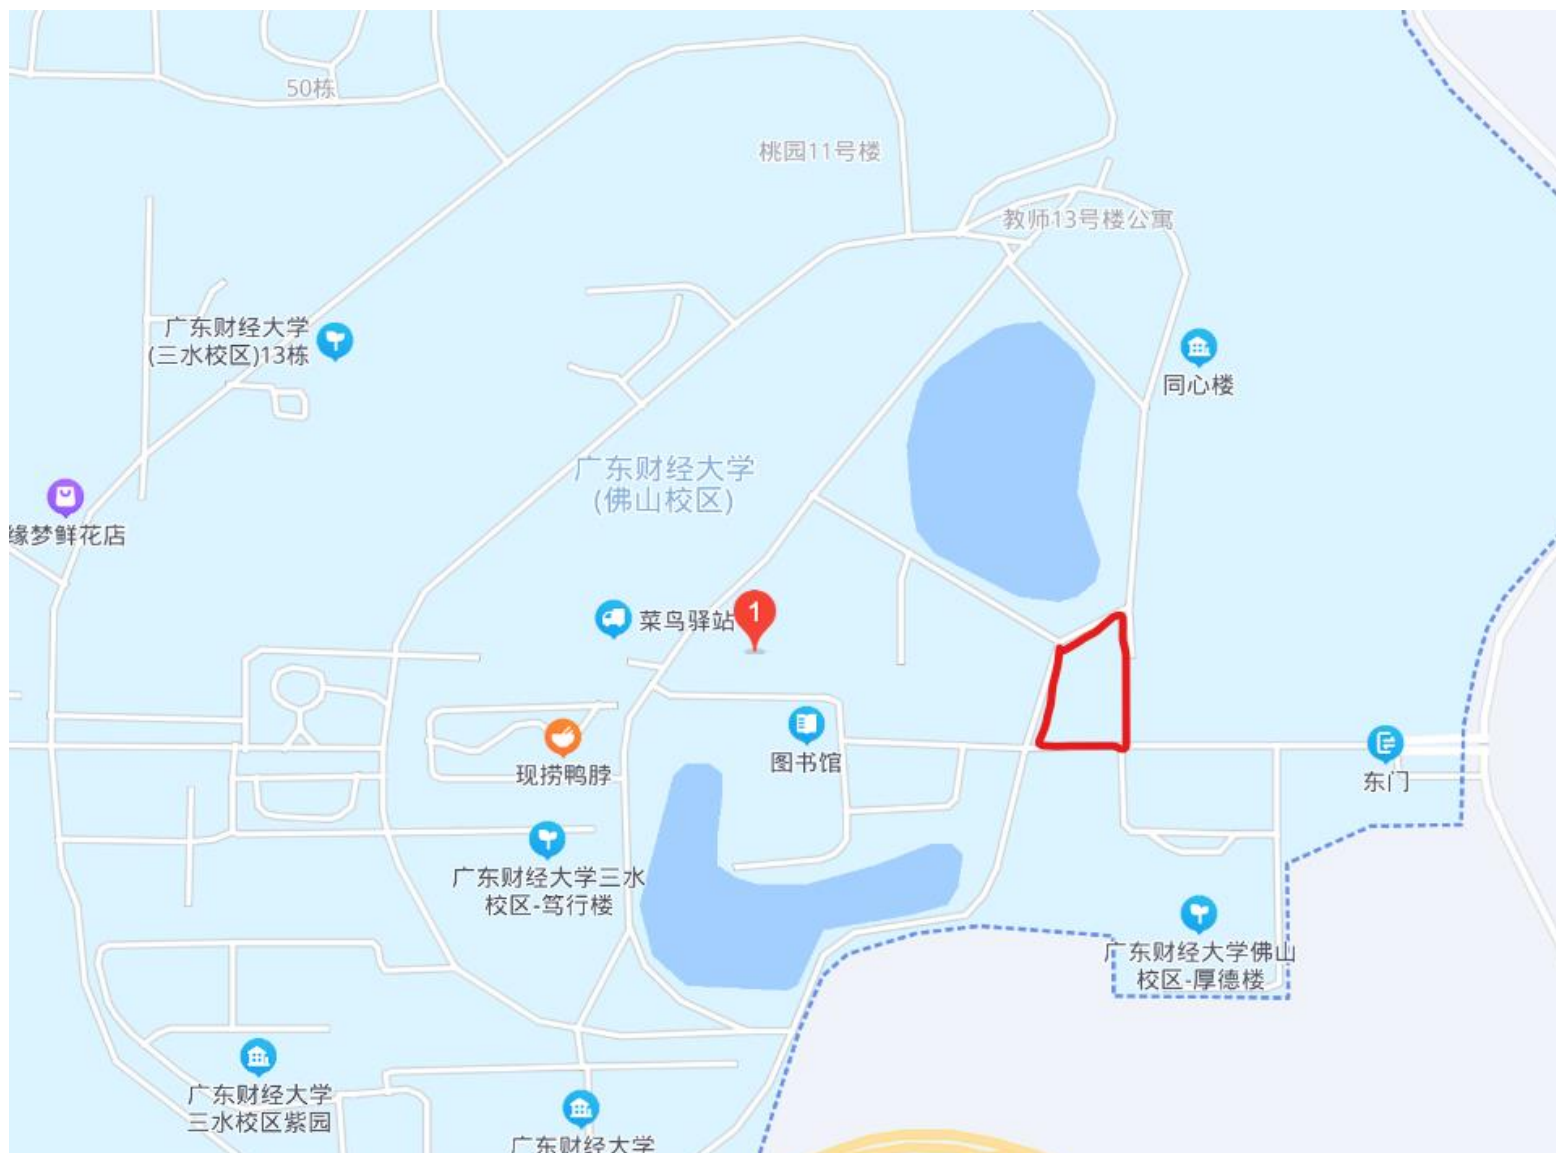 50栋
桃园11号楼
教师13号楼公寓
广东财经大学
(三水校区)13栋
同心楼
广东财经大学
(佛山校区)
缘梦鲜花店
菜鸟驿站
1
图书馆
现捞鸭脖
东门
广东财经大学三水
校区-笃行楼
广东财经大学佛山
校区-厚德楼
广东财经大学
三水校区紫园
广东财经大学